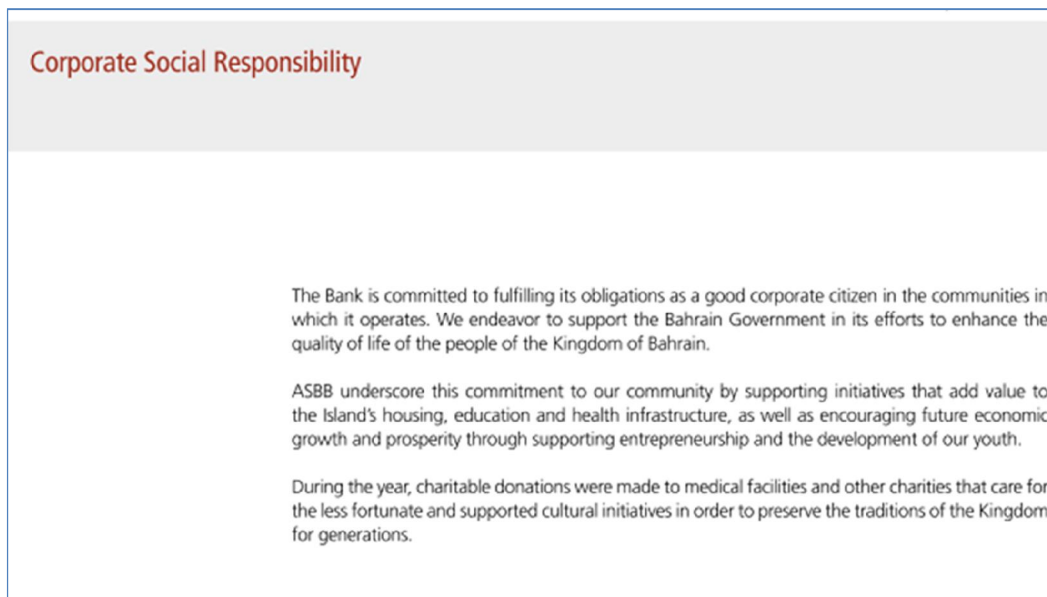 Corporate Social Responsibility
The Bank is committed to fulfilling its obligations as a good corporate citizen in the communities in
which it operates. We endeavor to support the Bahrain Government in its efforts to enhance the
quality of life of the people of the Kingdom of Bahrain.
ASBB underscore this commitment to our community by supporting initiatives that add value to
the Island's housing, education and health infrastructure, as well as encouraging future economic
growth and prosperity through supporting entrepreneurship and the development of our youth.
During the year, charitable donations were made to medical facilities and other charities that care for
the less fortunate and supported cultural initiatives in order to preserve the traditions of the Kingdom
for generations.